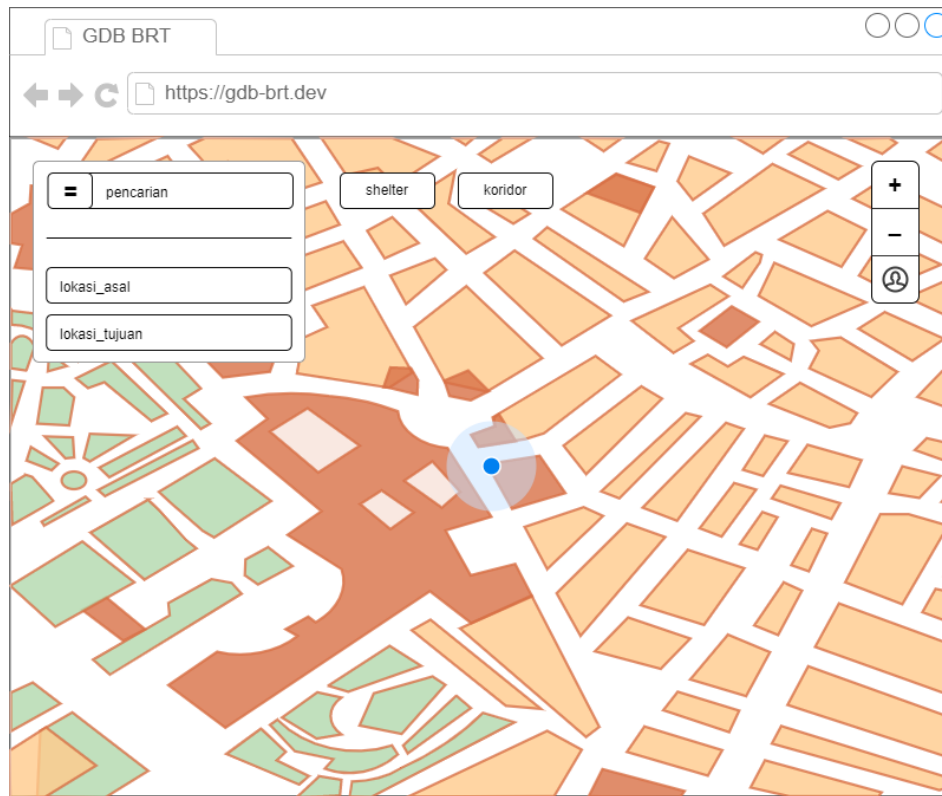 GDB BRT
https://gdb-brt.dev
= pencarian
shelter
koridor
+
−
lokasi_asal
lokasi_tujuan